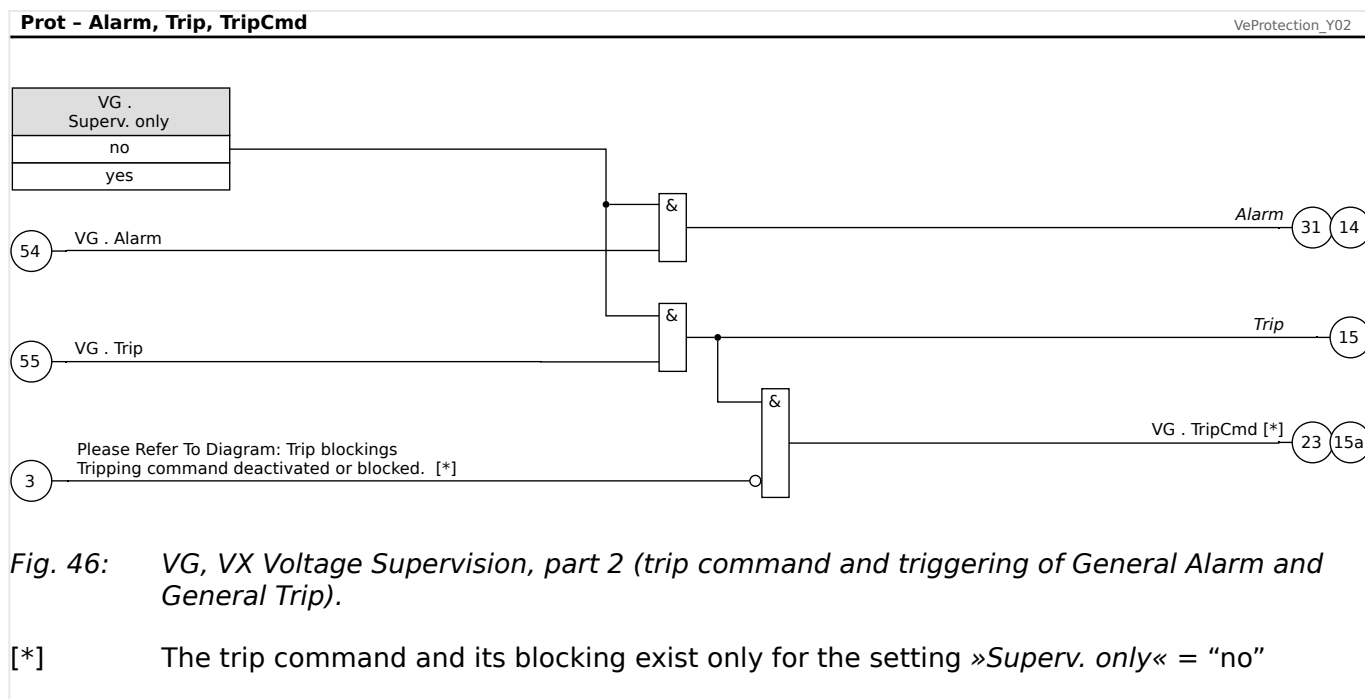 Prot – Alarm, Trip, TripCmd
VeProtection_Y02
VG .
Superv. only
no
yes
&
Alarm
31
14
54
VG . Alarm
&
Trip
15
55
VG . Trip
&
VG . TripCmd [*]
23
15a
Please Refer To Diagram: Trip blockings
Tripping command deactivated or blocked. [*]
3
Fig. 46: VG, VX Voltage Supervision, part 2 (trip command and triggering of General Alarm and
General Trip).
[*] The trip command and its blocking exist only for the setting »Superv. only« = “no”